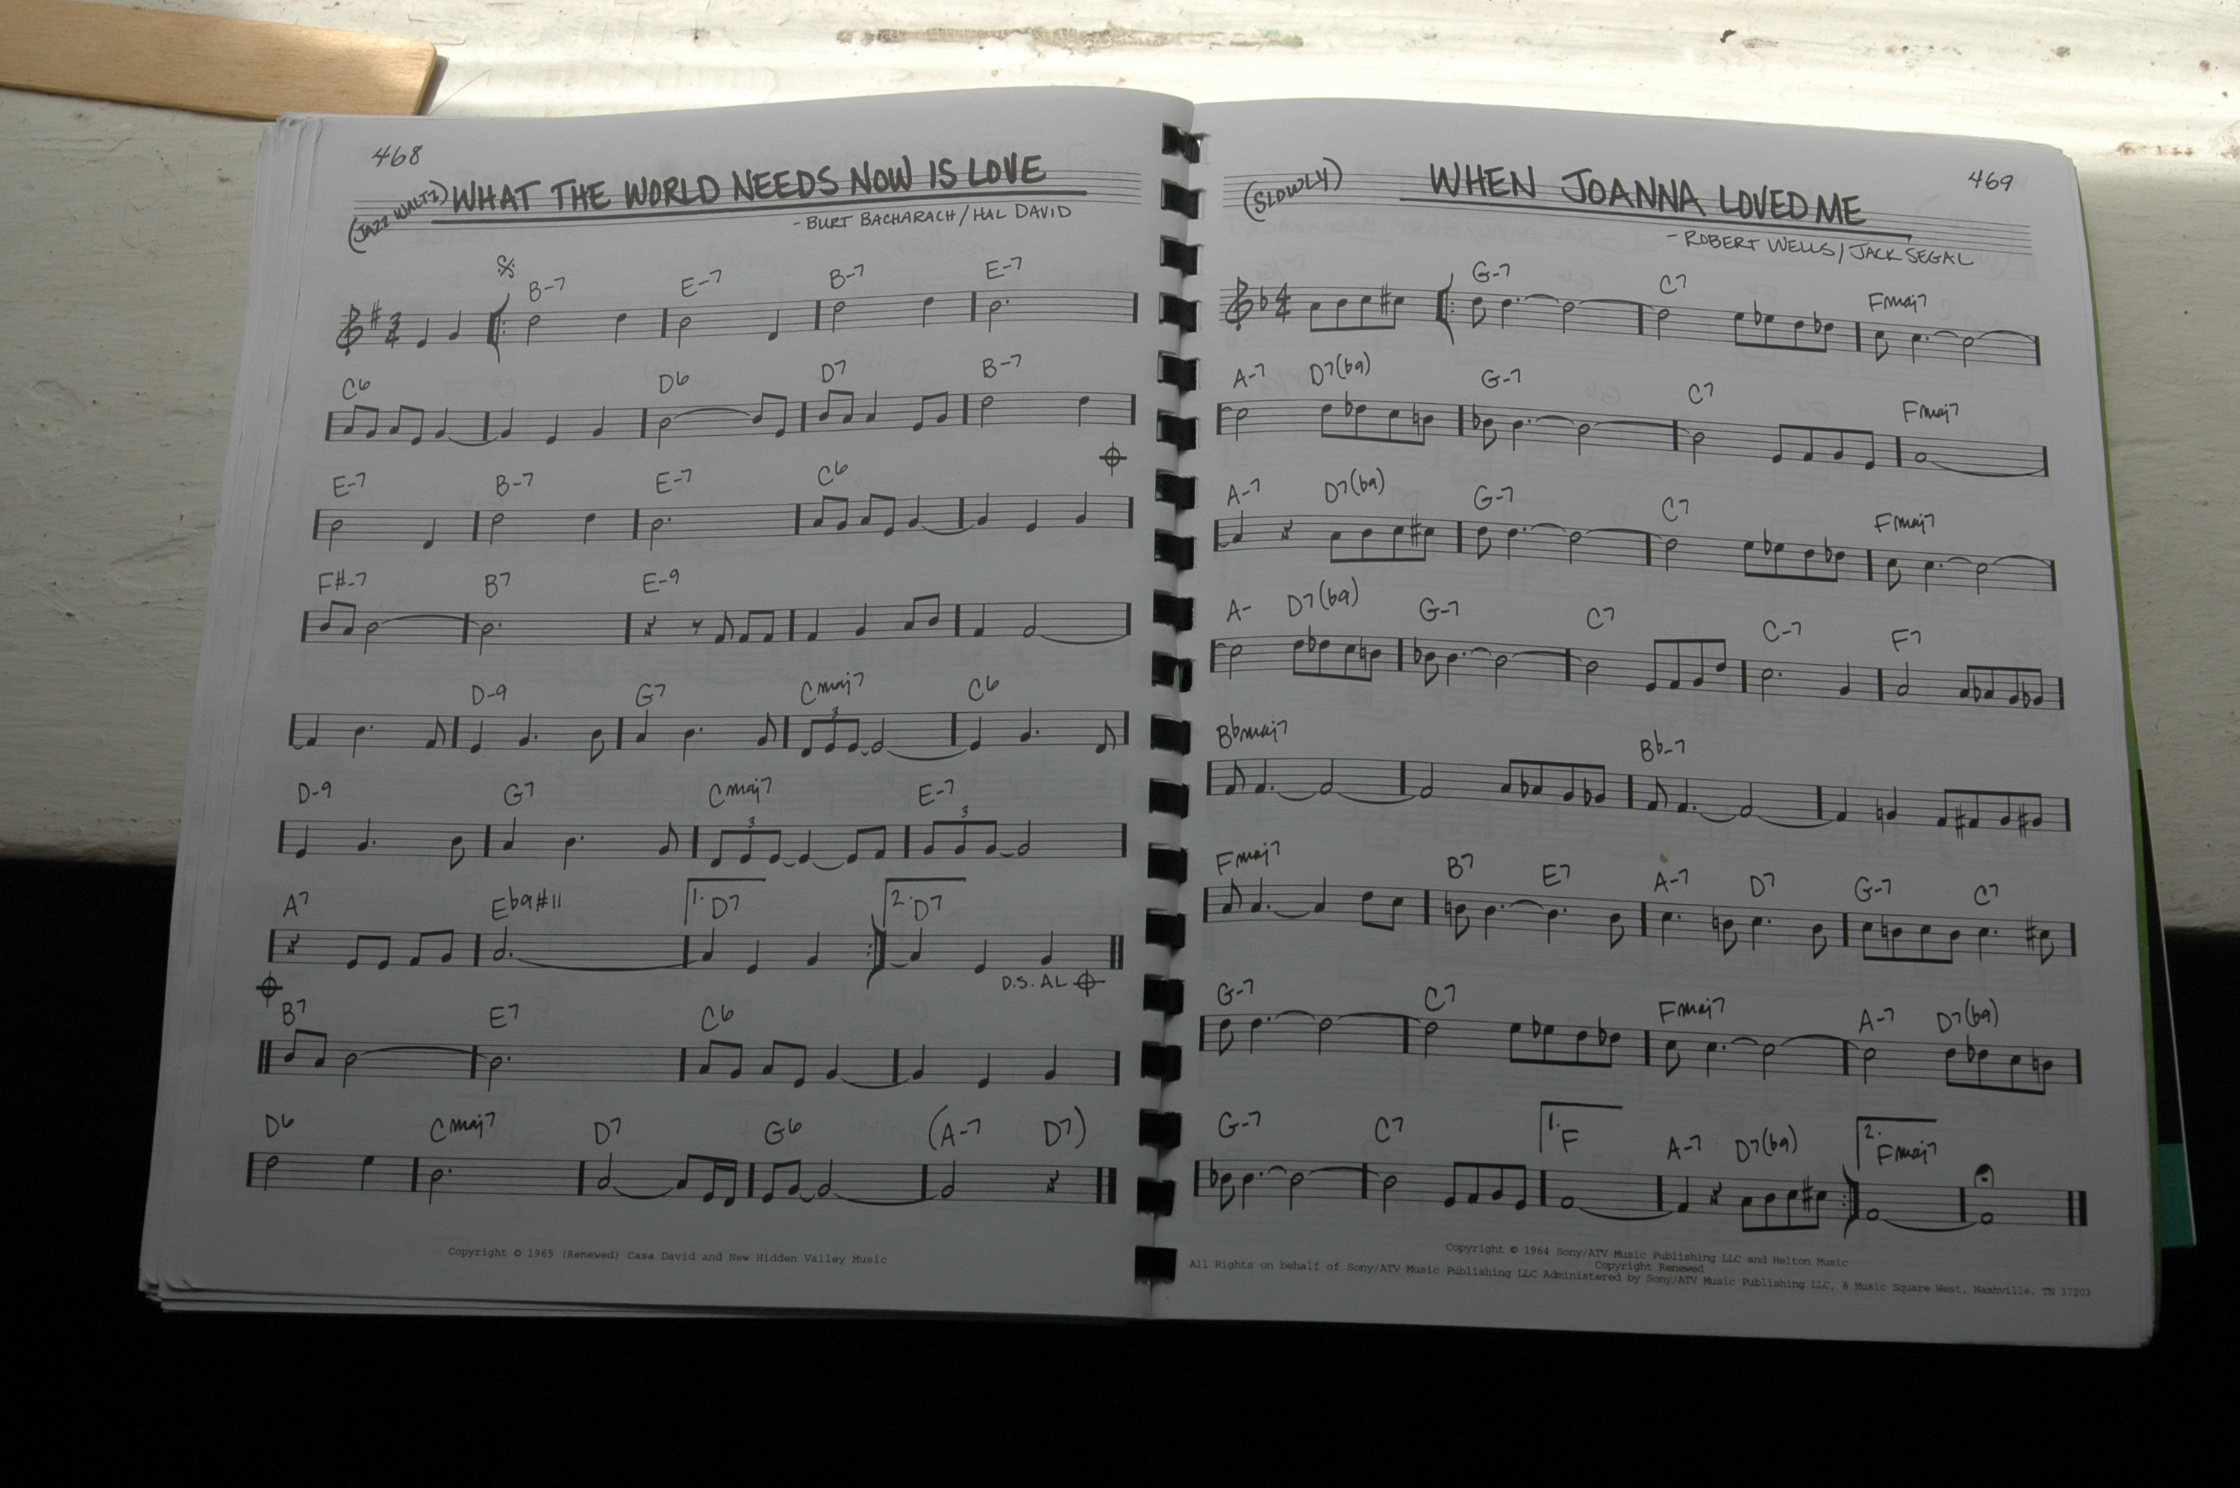 468
(JAZZ WALTZ) WHAT THE WORLD NEEDS NOW IS LOVE
- BURT BACHARACH/HAL DAVID
B-7 E-7 B-7 E-7
3 4
C6 D6 D7 B-7
E-7 B-7 E-7 C6
F#-7 B7 E-9
D-9 G7 Cmaj7 C6
3
D-9 G7 Cmaj7 E-7
3 3
A7 Eb9#11 1. D7 2. D7
D.S. AL
B7 E7 C6
D6 Cmaj7 D7 G6 (A-7 D7)
Copyright © 1965 (Renewed) Casa David and New Hidden Valley Music
469
(SLOWLY) WHEN JOANNA LOVED ME
- ROBERT WELLS/JACK SEGAL
G-7 C7 Fmaj7
4 4
A-7 D7(b9) G-7 C7 Fmaj7
A-7 D7(b9) G-7 C7 Fmaj7
A- D7(b9) G-7 C7 C-7 F7
Bbmaj7 Bb-7
Fmaj7 B7 E7 A-7 D7 G-7 C7
G-7 C7 Fmaj7 A-7 D7(b9)
G-7 C7 1. F A-7 D7(b9) 2. Fmaj7
Copyright © 1964 Sony/ATV Music Publishing LLC and Helton Music
Copyright Renewed
All Rights on behalf of Sony/ATV Music Publishing LLC Administered by Sony/ATV Music Publishing LLC, 8 Music Square West, Nashville, TN 37203